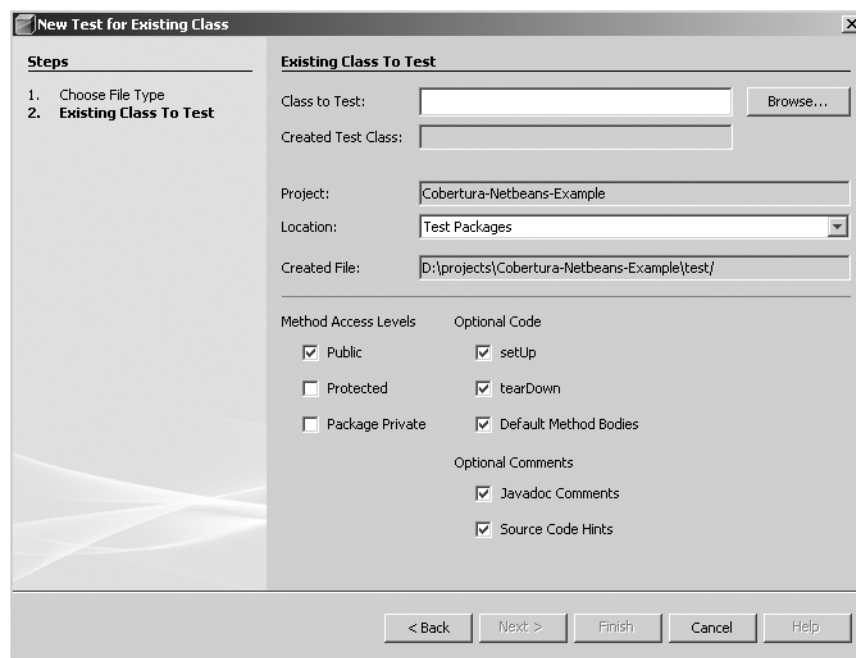 New Test for Existing Class
Steps
1. Choose File Type
2. Existing Class To Test
Existing Class To Test
Class to Test:
Browse...
Created Test Class:
Project: Cobertura-Netbeans-Example
Location: Test Packages
Created File: D:\projects\Cobertura-Netbeans-Example\test/
Method Access Levels
Public
Protected
Package Private
Optional Code
setUp
tearDown
Default Method Bodies
Optional Comments
Javadoc Comments
Source Code Hints
< Back
Next >
Finish
Cancel
Help